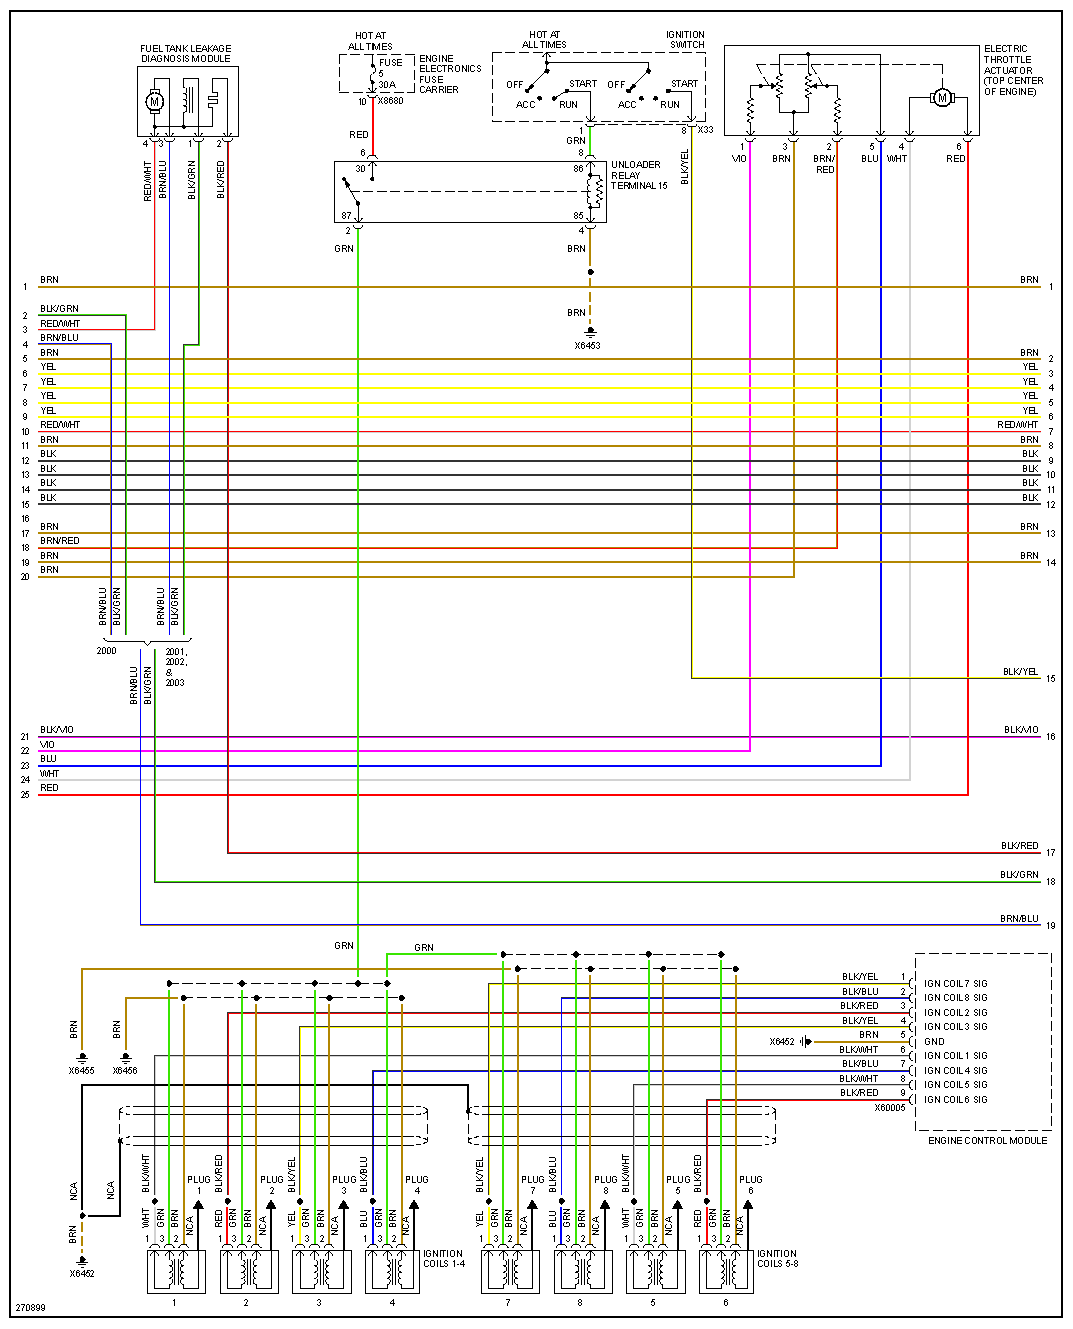 FUEL TANK LEAKAGE
DIAGNOSIS MODULE
M
4 3 1 2
RED/WHT
BRN/BLU
BLK/GRN
BLK/RED
HOT AT
ALL TIMES
FUSE
5
30A
ENGINE
ELECTRONICS
FUSE
CARRIER
10 X8680
RED
6
30
87
2
GRN
86
85
4
BRN
UNLOADER
RELAY
TERMINAL 15
HOT AT
ALL TIMES
IGNITION
SWITCH
OFF START
ACC RUN
OFF START
ACC RUN
1 8 X33
GRN
8
BLK/YEL
BRN
X6453
ELECTRIC
THROTTLE
ACTUATOR
(TOP CENTER
OF ENGINE)
M
1 3 2 5 4 6
VIO BRN BRN/
RED BLU WHT RED
1 BRN BRN 1
2 BLK/GRN
3 RED/WHT
4 BRN/BLU
5 BRN BRN 2
6 YEL YEL 3
7 YEL YEL 4
8 YEL YEL 5
9 YEL YEL 6
10 RED/WHT RED/WHT 7
11 BRN BRN 8
12 BLK BLK 9
13 BLK BLK 10
14 BLK BLK 11
15 BLK BLK 12
16
17 BRN BRN 13
18 BRN/RED
19 BRN BRN 14
20 BRN
BRN/BLU
BLK/GRN
BRN/BLU
BLK/GRN
2000
2001,
2002,
&
2003
BRN/BLU
BLK/GRN
BLK/YEL 15
21 BLK/VIO BLK/VIO 16
22 VIO
23 BLU
24 WHT
25 RED
BLK/RED 17
BLK/GRN 18
BRN/BLU 19
GRN GRN
BRN
X6455
BRN
X6456
BLK/YEL 1 IGN COIL 7 SIG
BLK/BLU 2 IGN COIL 8 SIG
BLK/RED 3 IGN COIL 2 SIG
BLK/YEL 4 IGN COIL 3 SIG
X6452 BRN 5 GND
BLK/WHT 6 IGN COIL 1 SIG
BLK/BLU 7 IGN COIL 4 SIG
BLK/WHT 8 IGN COIL 5 SIG
BLK/RED 9 IGN COIL 6 SIG
X60005
ENGINE CONTROL MODULE
NCA
NCA
BRN
X6452
BLK/WHT PLUG 1
WHT GRN BRN NCA
1 3 2
1
BLK/RED PLUG 2
RED GRN BRN NCA
1 3 2
2
BLK/YEL PLUG 3
YEL GRN BRN NCA
1 3 2
3
BLK/BLU PLUG 4
BLU GRN BRN NCA
1 3 2
4
IGNITION
COILS 1-4
BLK/YEL PLUG 7
YEL GRN BRN NCA
1 3 2
7
BLK/BLU PLUG 8
BLU GRN BRN NCA
1 3 2
8
BLK/WHT PLUG 5
WHT GRN BRN NCA
1 3 2
5
BLK/RED PLUG 6
RED GRN BRN NCA
1 3 2
6
IGNITION
COILS 5-8
270899